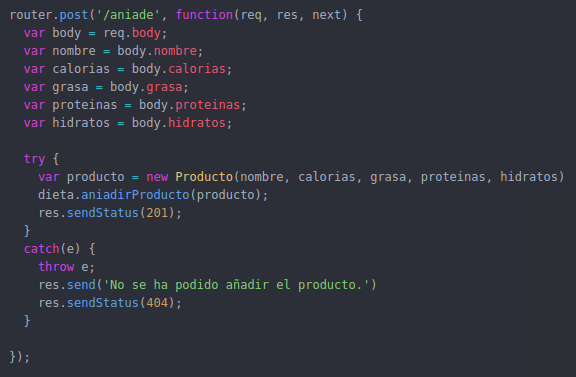 router.post('/aniade', function(req, res, next) {
  var body = req.body;
  var nombre = body.nombre;
  var calorias = body.calorias;
  var grasa = body.grasa;
  var proteinas = body.proteinas;
  var hidratos = body.hidratos;

  try {
    var producto = new Producto(nombre, calorias, grasa, proteinas, hidratos)
    dieta.aniadirProducto(producto);
    res.sendStatus(201);
  }
  catch(e) {
    throw e;
    res.send('No se ha podido añadir el producto.')
    res.sendStatus(404);
  }

});